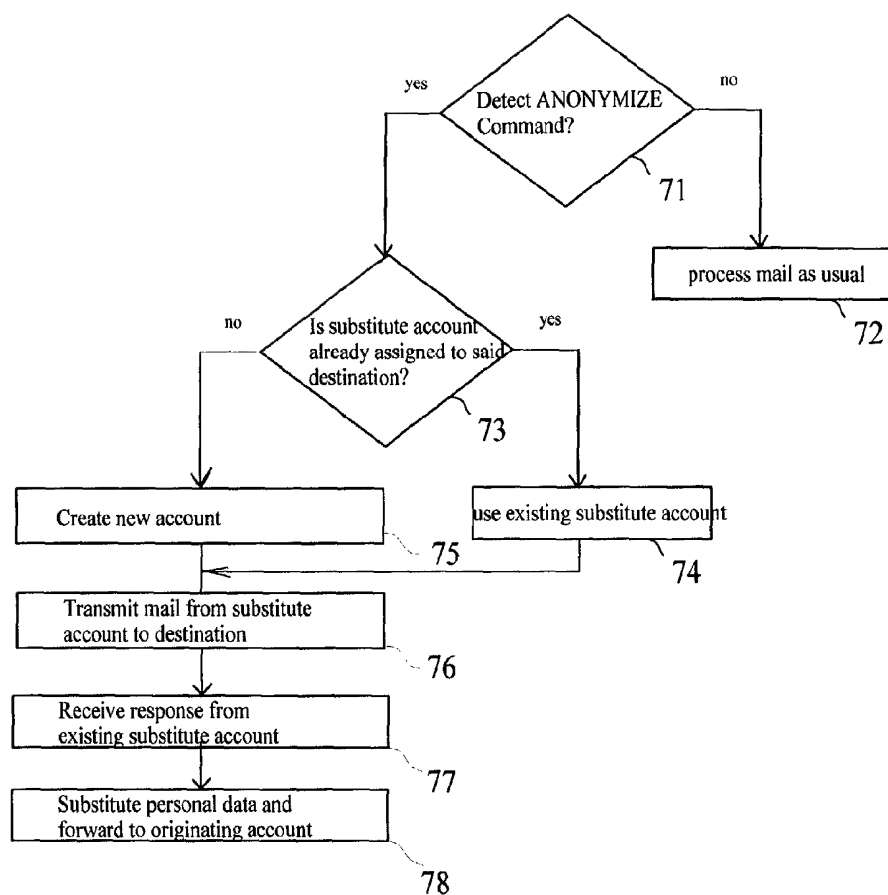 yes
no
Detect ANONYMIZE
Command?
71
process mail as usual
72
no
yes
Is substitute account
already assigned to said
destination?
73
Create new account
75
use existing substitute account
74
Transmit mail from substitute
account to destination
76
Receive response from
existing substitute account
77
Substitute personal data and
forward to originating account
78